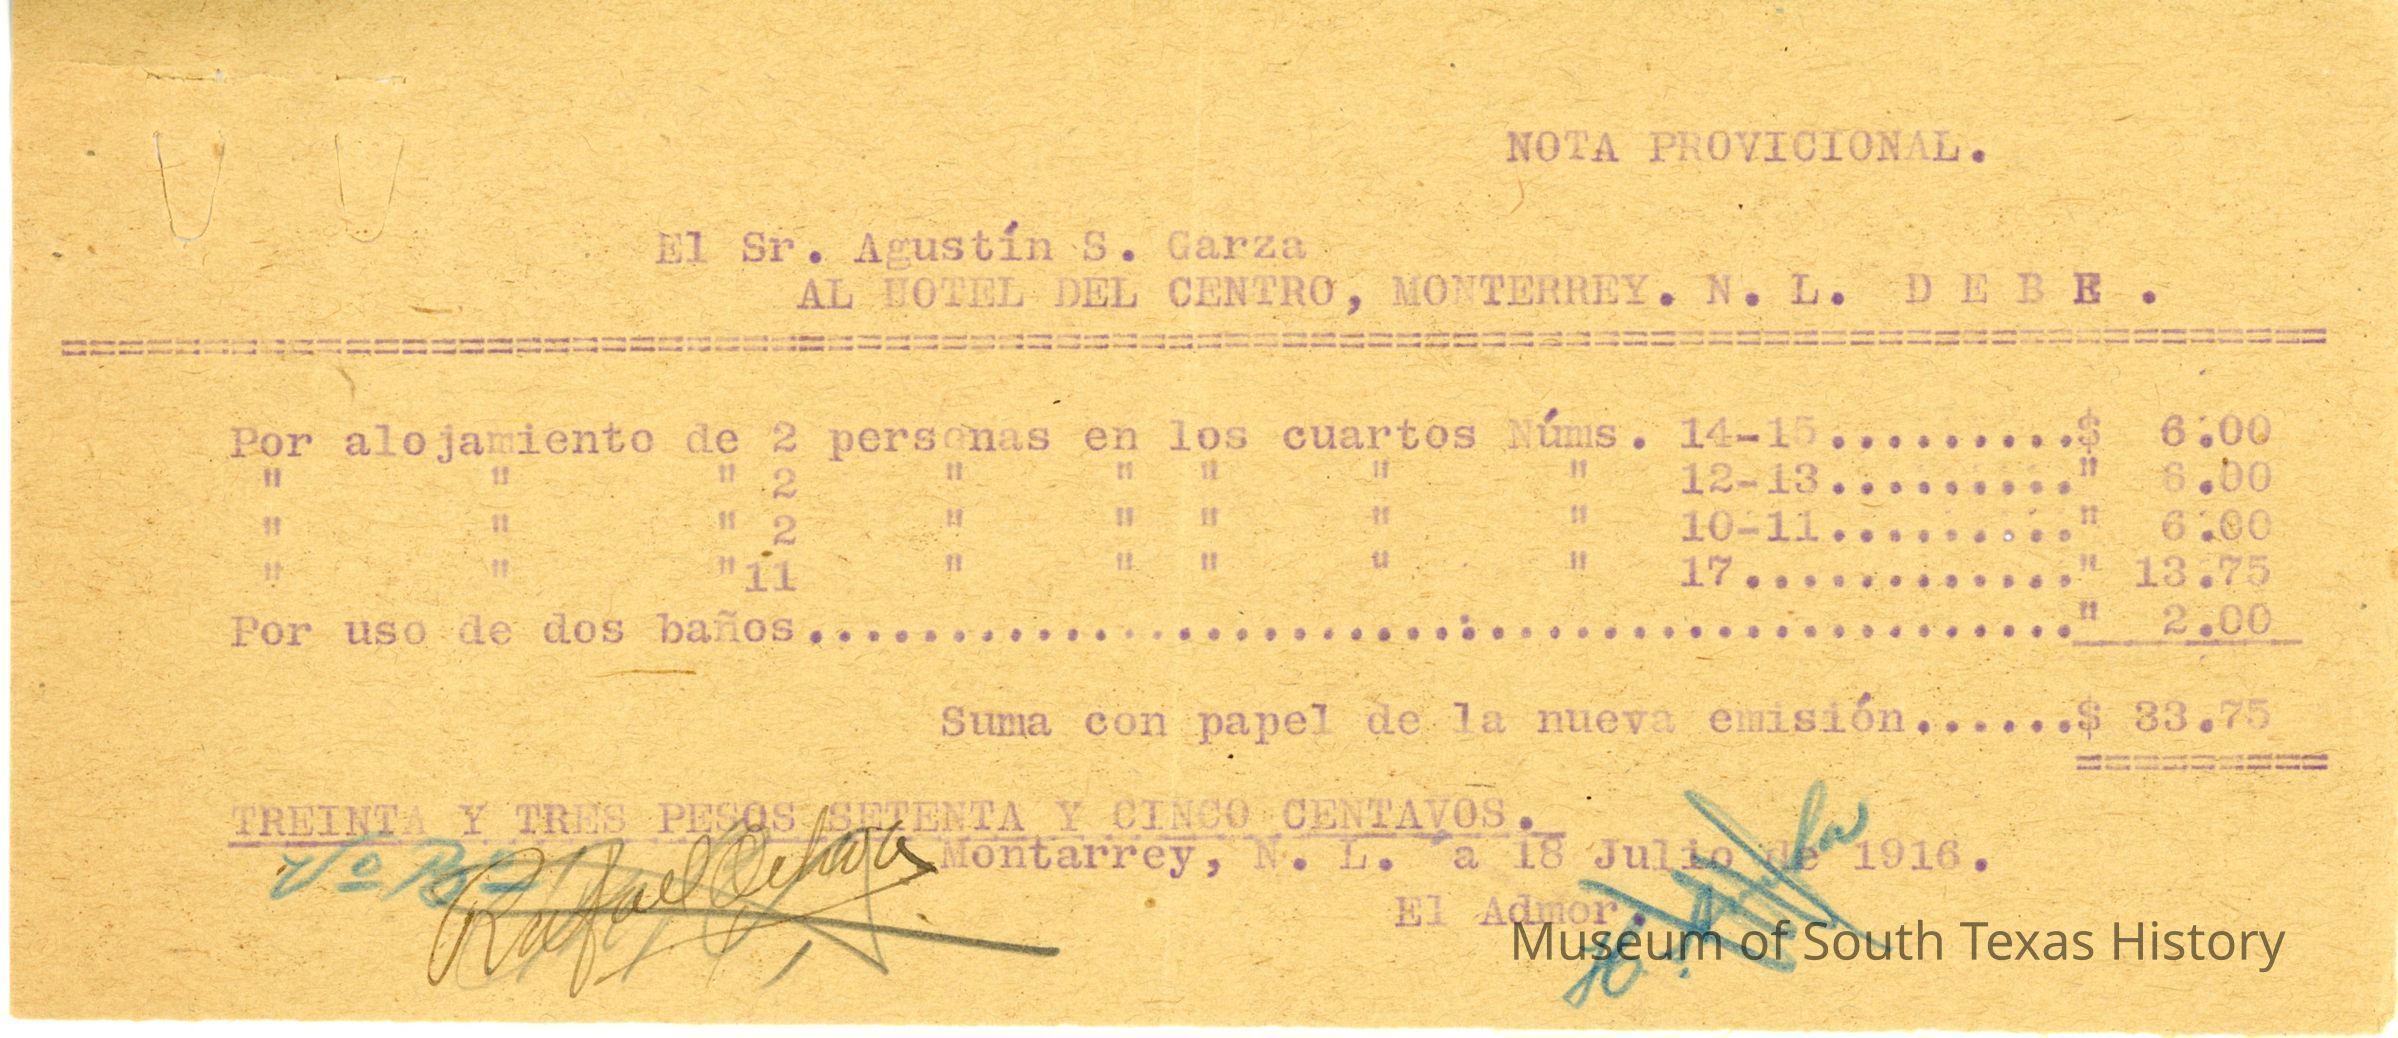 NOTA PROVICIONAL.
El Sr. Agustín S. Garza
AL HOTEL DEL CENTRO, MONTERREY. N. L. D E B E .
Por alojamiento de 2 personas en los cuartos Núms. 14-15..........$ 6.00
" " " 2 " " " " " 12-13........." 6.00
" " " 2 " " " " " 10-11........." 6.00
" " " 11 " " " " " 17............" 13.75
Por uso de dos baños............................................." 2.00
Suma con papel de la nueva emisión......$ 33.75
TREINTA Y TRES PESOS SETENTA Y CINCO CENTAVOS.
Montarrey, N. L. a 18 Julio de 1916.
Vo Bo
Rafael
El Admor.
Museum of South Texas History